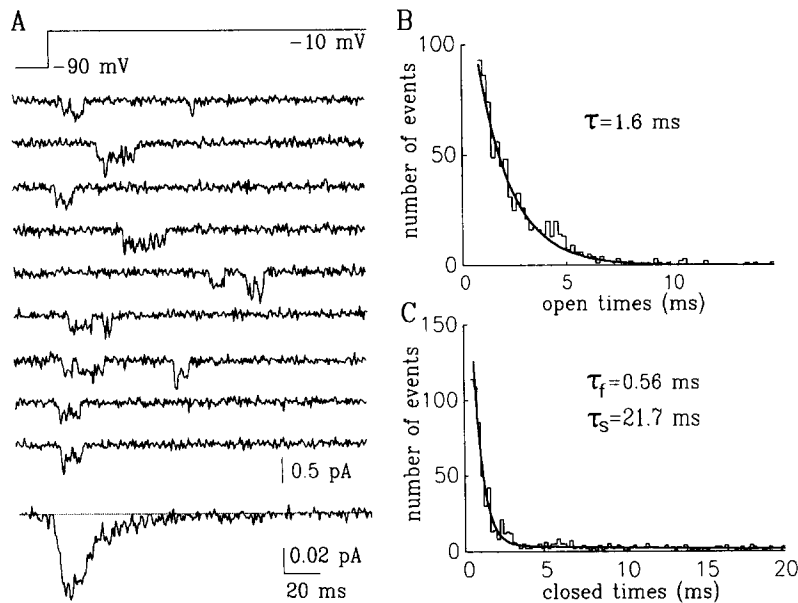 A
-10 mV
-90 mV
0.5 pA
0.02 pA
20 ms
B
100
50
0
number of events
τ=1.6 ms
0 5 10
open times (ms)
C
150
100
50
0
number of events
τf=0.56 ms
τs=21.7 ms
0 5 10 15 20
closed times (ms)